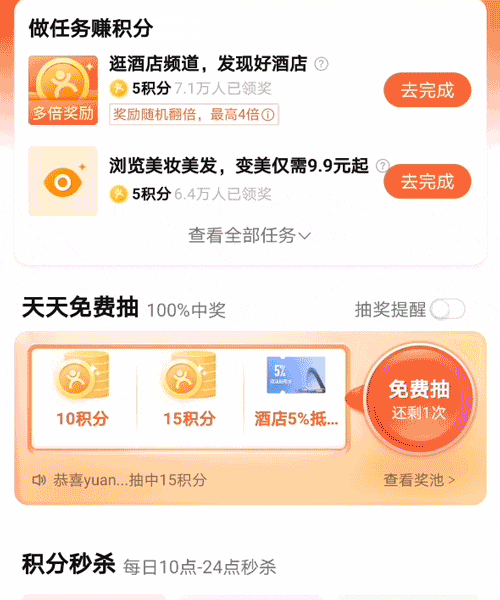 做任务赚积分
逛酒店频道，发现好酒店
5积分 7.1万人已领奖
多倍奖励
奖励随机翻倍，最高4倍
去完成
浏览美妆美发，变美仅需9.9元起
5积分 6.4万人已领奖
去完成
查看全部任务
天天免费抽 100%中奖
抽奖提醒
10积分
15积分
5%
酒店5%抵...
免费抽
还剩1次
恭喜yuan...抽中15积分
查看奖池 >
积分秒杀 每日10点-24点秒杀